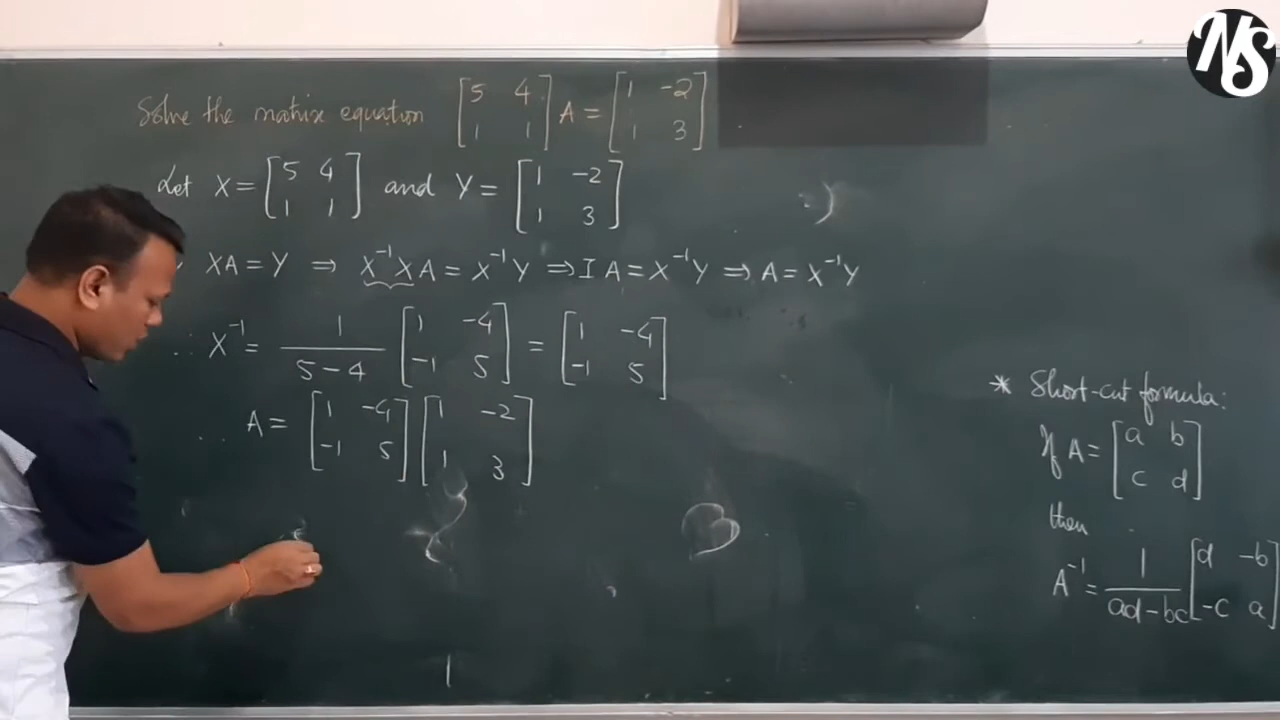 NS
Solve the matrix equation [5 4 1 1] A = [1 -2 1 3]
Let X = [5 4 1 1] and Y = [1 -2 1 3]
XA = Y ⇒ X⁻¹XA = X⁻¹Y ⇒ IA = X⁻¹Y ⇒ A = X⁻¹Y
∴ X⁻¹ = 1/(5-4) [1 -4 -1 5] = [1 -4 -1 5]
∴ A = [1 -4 -1 5] [1 -2 1 3]
* Short-cut formula:
If A = [a b c d]
then
A⁻¹ = 1/(ad-bc) [d -b -c a]